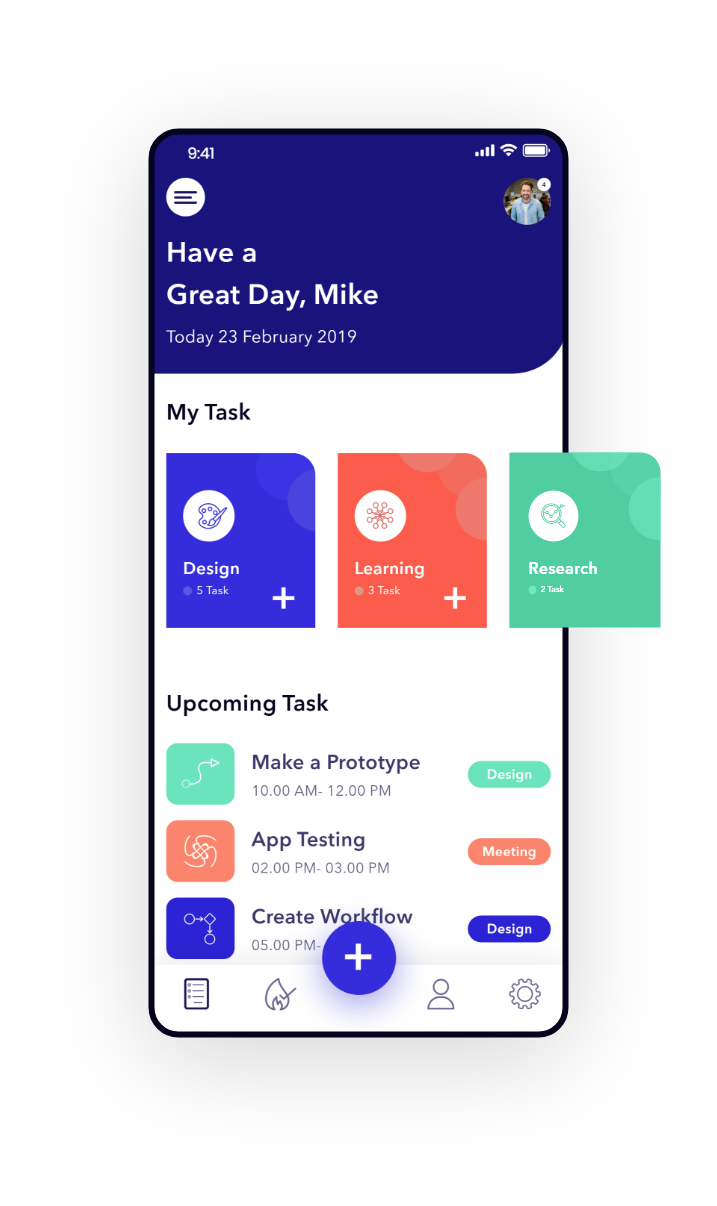 9:41
4
Have a
Great Day, Mike
Today 23 February 2019
My Task
Design
5 Task
Learning
3 Task
Research
2 Task
Upcoming Task
Make a Prototype
10.00 AM- 12.00 PM
Design
App Testing
02.00 PM- 03.00 PM
Meeting
Create Workflow
05.00 PM-
Design